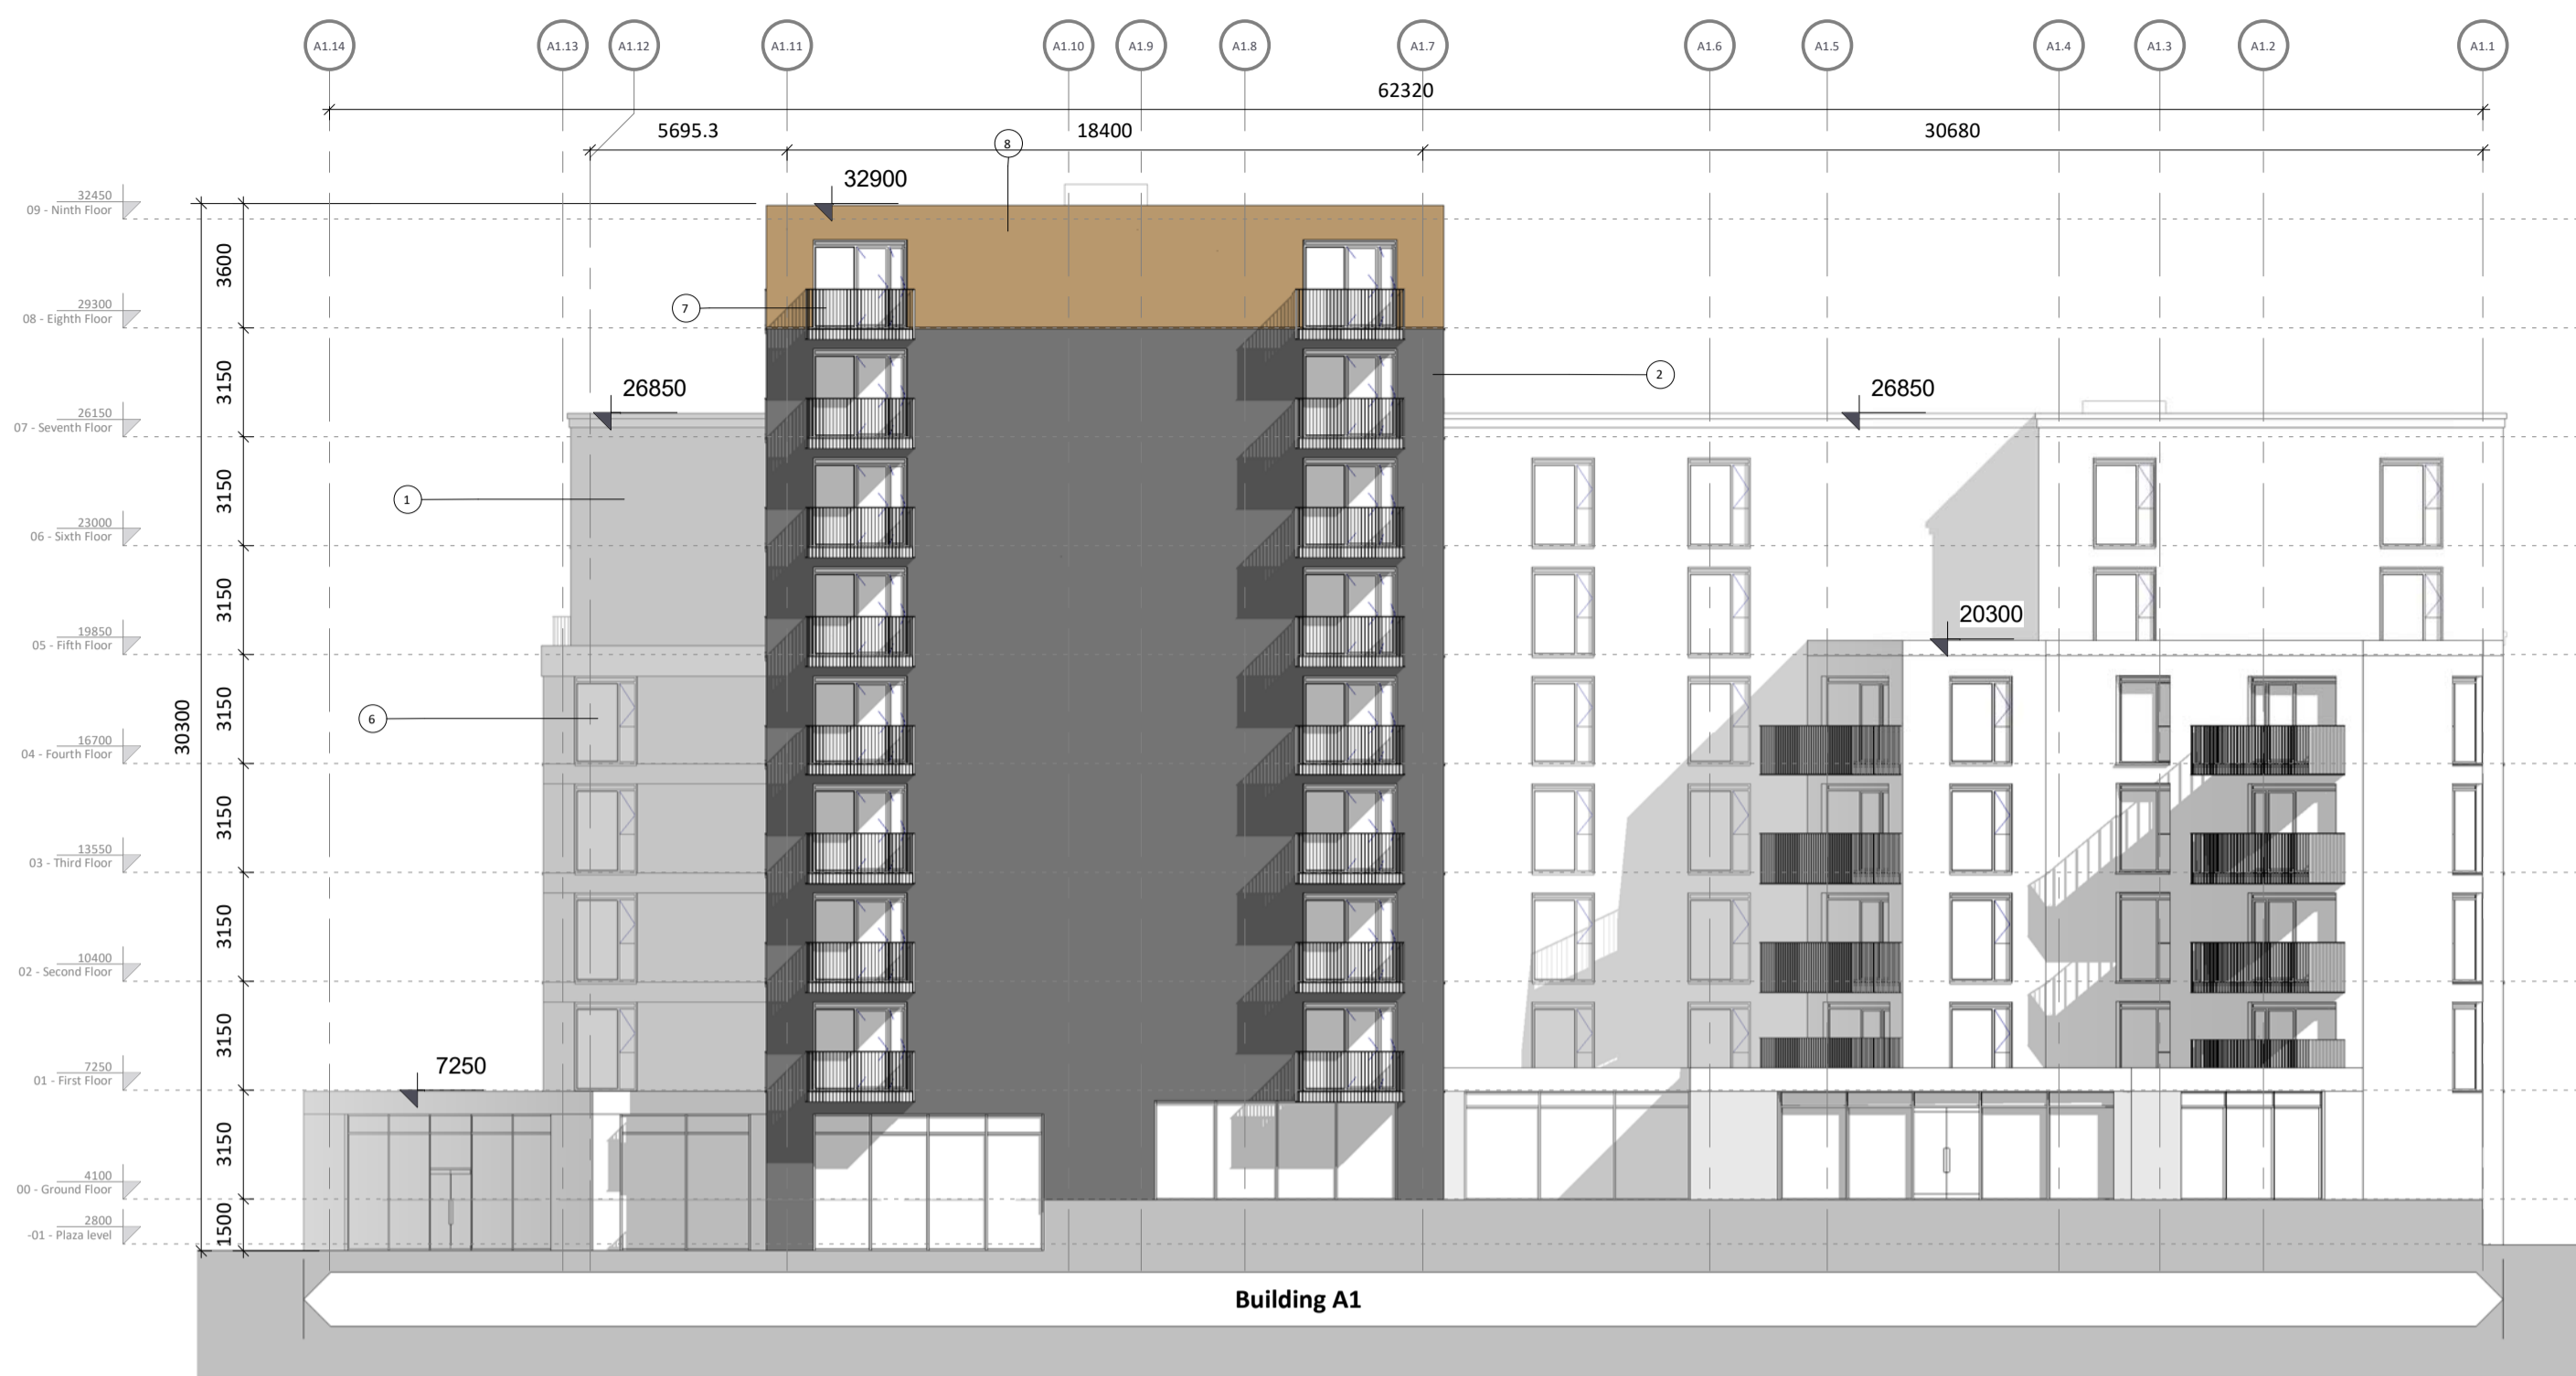 A1.14 A1.13 A1.12 A1.11 A1.10 A1.9 A1.8 A1.7 A1.6 A1.5 A1.4 A1.3 A1.2 A1.1
62320
5695.3 18400 30680
8
32900
32450
09 - Ninth Floor
3600
7
29300
08 - Eighth Floor
2
3150
26850
26850
26150
07 - Seventh Floor
1
3150
23000
06 - Sixth Floor
3150
20300
19850
05 - Fifth Floor
6
3150
30300
16700
04 - Fourth Floor
3150
13550
03 - Third Floor
3150
10400
02 - Second Floor
3150
7250
7250
01 - First Floor
3150
4100
00 - Ground Floor
1500
2800
-01 - Plaza level
Building A1